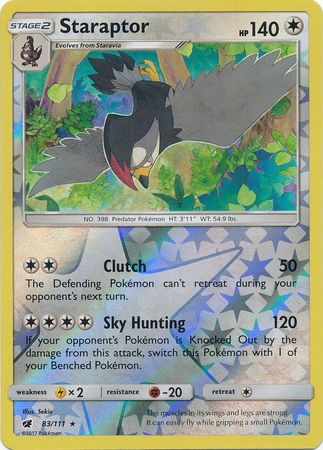 STAGE2 Staraptor HP 140
Evolves from Staravia
NO. 398 Predator Pokémon HT: 3'11" WT: 54.9 lbs.
Clutch 50
The Defending Pokémon can't retreat during your
opponent's next turn.
Sky Hunting 120
If your opponent's Pokémon is Knocked Out by
the damage from this attack, switch this Pokémon with 1 of
your Benched Pokémon.
weakness ×2 resistance -20 retreat
Illus. Sekio
83/111 ★
©2017 Pokémon
The muscles in its wings and legs are strong.
It can easily fly while gripping a small Pokémon.